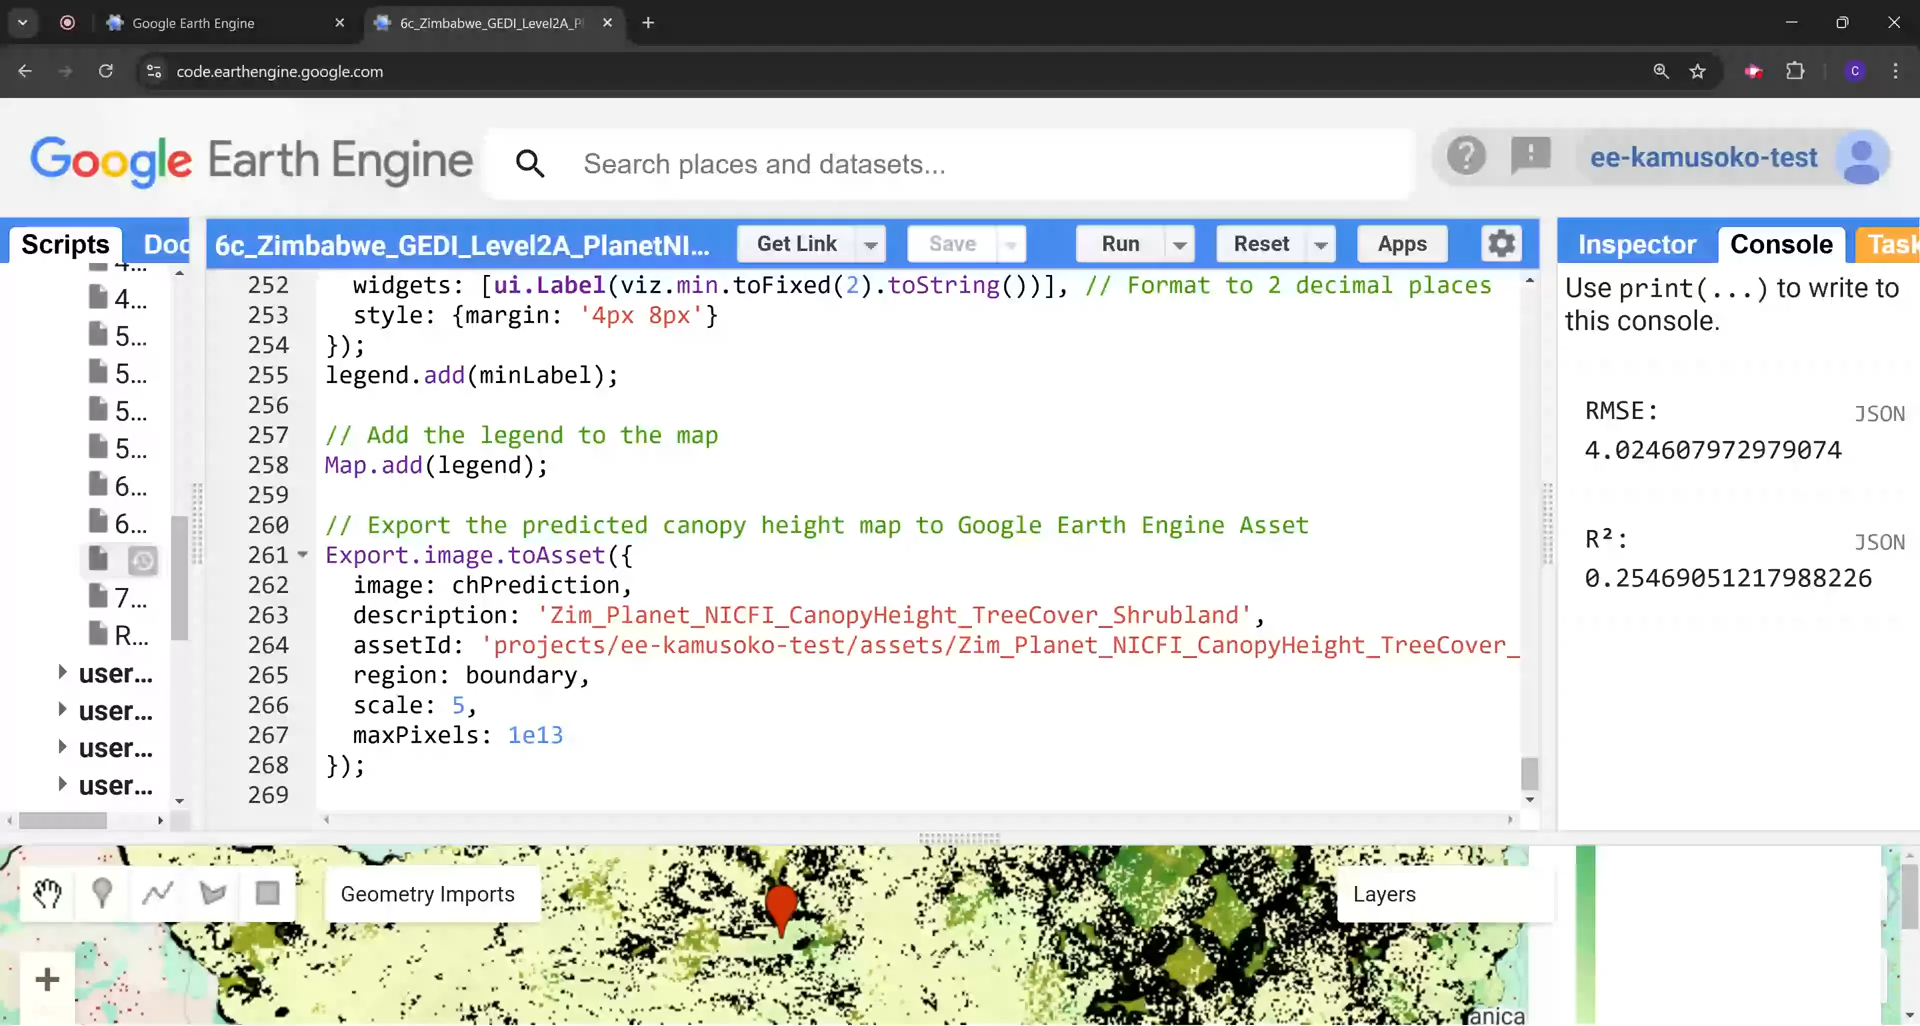 Google Earth Engine
6c_Zimbabwe_GEDI_Level2A_P
code.earthengine.google.com
C
Google Earth Engine
Search places and datasets...
ee-kamusoko-test
Scripts
Doc
6c_Zimbabwe_GEDI_Level2A_PlanetNI...
Get Link
Save
Run
Reset
Apps
Inspector
Console
Task
4...
4...
5...
5...
5...
5...
6...
6...
7...
R...
user...
user...
user...
user...
252 widgets: [ui.Label(viz.min.toFixed(2).toString())], // Format to 2 decimal places
253 style: {margin: '4px 8px'}
254 });
255 legend.add(minLabel);
256
257 // Add the legend to the map
258 Map.add(legend);
259
260 // Export the predicted canopy height map to Google Earth Engine Asset
261 Export.image.toAsset({
262 image: chPrediction,
263 description: 'Zim_Planet_NICFI_CanopyHeight_TreeCover_Shrubland',
264 assetId: 'projects/ee-kamusoko-test/assets/Zim_Planet_NICFI_CanopyHeight_TreeCover_
265 region: boundary,
266 scale: 5,
267 maxPixels: 1e13
268 });
269
Use print(...) to write to
this console.
RMSE:
JSON
4.024607972979074
R²:
JSON
0.25469051217988226
Geometry Imports
Layers
+
anica